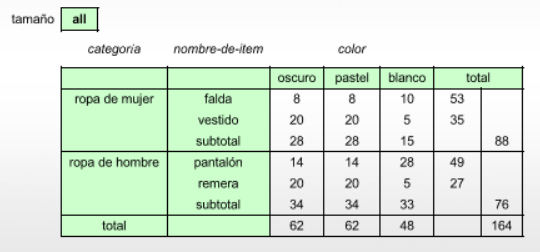 tamaño all
categoría nombre-de-item color
oscuro pastel blanco total
ropa de mujer falda 8 8 10 53
vestido 20 20 5 35
subtotal 28 28 15 88
ropa de hombre pantalón 14 14 28 49
remera 20 20 5 27
subtotal 34 34 33 76
total 62 62 48 164